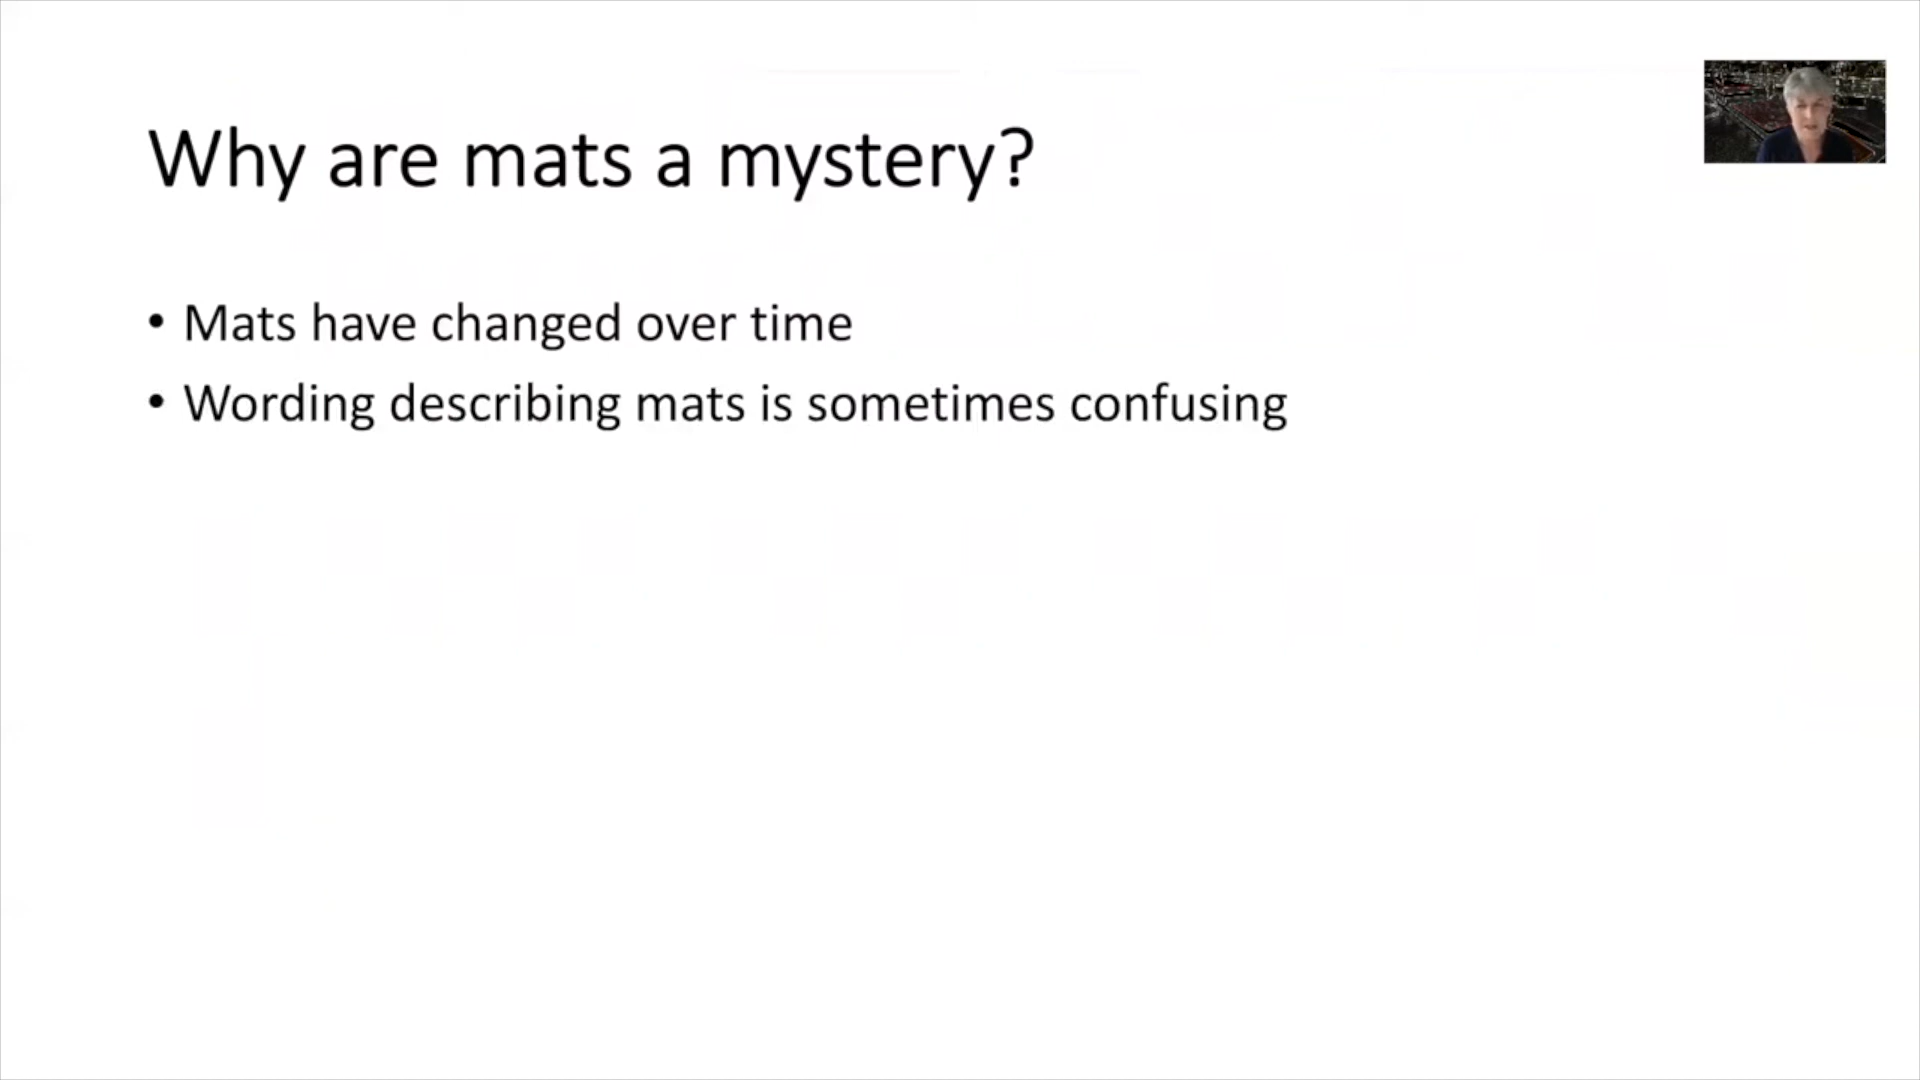 Why are mats a mystery?
• Mats have changed over time
• Wording describing mats is sometimes confusing